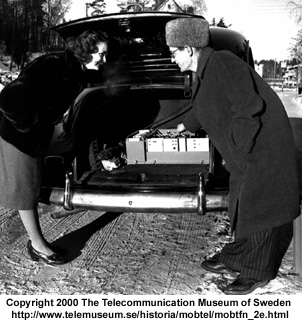 Copyright 2000 The Telecommunication Museum of Sweden
http://www.telemuseum.se/historia/mobtel/mobtfn_2e.html